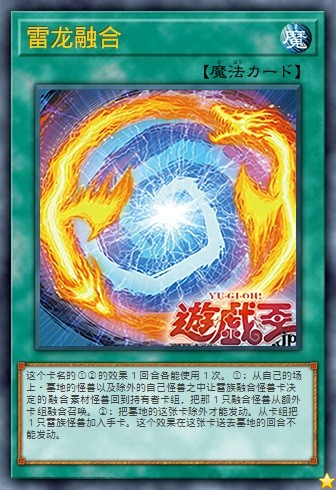 雷龙融合
魔
【魔法カード】
YU-GI-OH!
遊戯王
.jp
这个卡名的①②的效果1回合各能使用1次。①：从自己的场
上·墓地的怪兽以及除外的自己怪兽之中让雷族融合怪兽卡决
定的融合素材怪兽回到持有者卡组，把那1只融合怪兽从额外
卡组融合召唤。②：把墓地的这张卡除外才能发动。从卡组把
1只雷族怪兽加入手卡。这个效果在这张卡送去墓地的回合不
能发动。